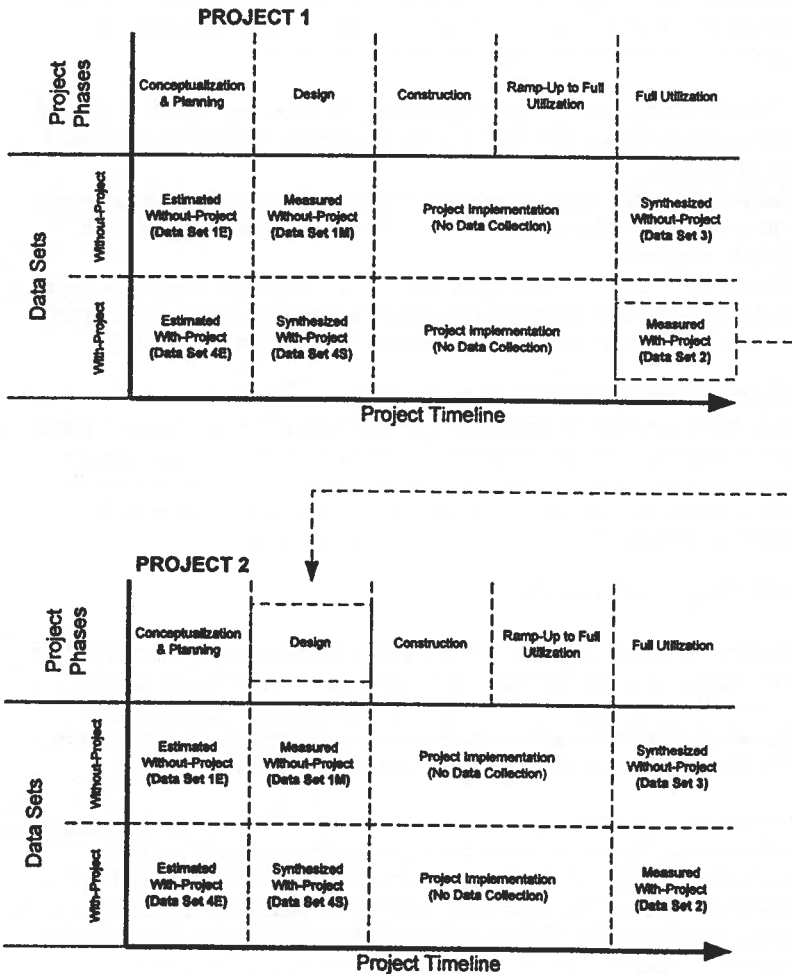 PROJECT 1
Project
Phases
Conceptualization
& Planning
Design
Construction
Ramp-Up to Full
Utilization
Full Utilization
Data Sets
Without-Project
Estimated
Without-Project
(Data Set 1E)
Measured
Without-Project
(Data Set 1M)
Project Implementation
(No Data Collection)
Synthesized
Without-Project
(Data Set 3)
With-Project
Estimated
With-Project
(Data Set 4E)
Synthesized
With-Project
(Data Set 4S)
Project Implementation
(No Data Collection)
Measured
With-Project
(Data Set 2)
Project Timeline
PROJECT 2
Project
Phases
Conceptualization
& Planning
Design
Construction
Ramp-Up to Full
Utilization
Full Utilization
Data Sets
Without-Project
Estimated
Without-Project
(Data Set 1E)
Measured
Without-Project
(Data Set 1M)
Project Implementation
(No Data Collection)
Synthesized
Without-Project
(Data Set 3)
With-Project
Estimated
With-Project
(Data Set 4E)
Synthesized
With-Project
(Data Set 4S)
Project Implementation
(No Data Collection)
Measured
With-Project
(Data Set 2)
Project Timeline